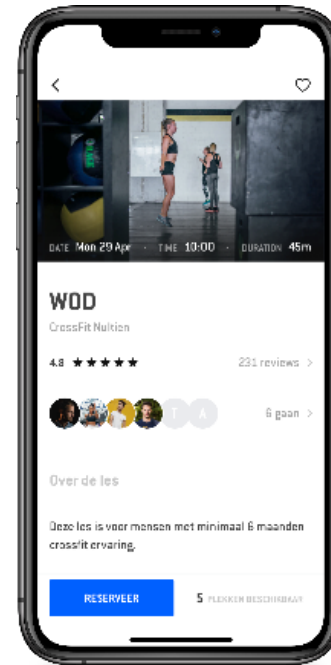 DATE Mon 29 Apr · TIME 10:00 · DURATION 45m
WOD
CrossFit Nultien
4.8 ★★★★★ 231 reviews >
T A 6 gaan >
Over de les
Deze les is voor mensen met minimaal 6 maanden
crossfit ervaring.
RESERVEER 5 PLEKKEN BESCHIKBAAR